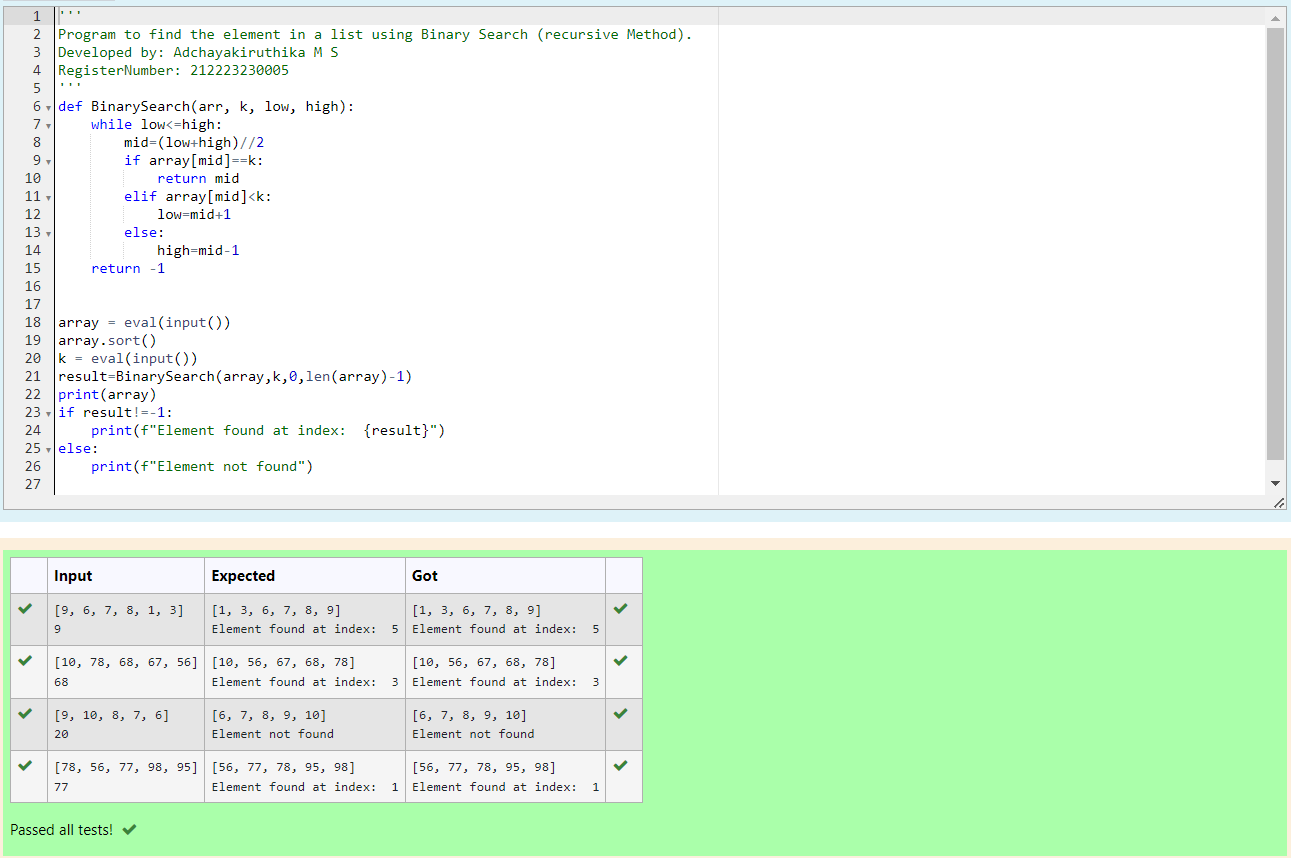 1 '''
2 Program to find the element in a list using Binary Search (recursive Method).
3 Developed by: Adchayakiruthika M S
4 RegisterNumber: 212223230005
5 '''
6 def BinarySearch(arr, k, low, high):
7     while low<=high:
8         mid=(low+high)//2
9         if array[mid]==k:
10             return mid
11         elif array[mid]<k:
12             low=mid+1
13         else:
14             high=mid-1
15     return -1
16
17
18 array = eval(input())
19 array.sort()
20 k = eval(input())
21 result=BinarySearch(array,k,0,len(array)-1)
22 print(array)
23 if result!=-1:
24     print(f"Element found at index:  {result}")
25 else:
26     print(f"Element not found")
27
Input Expected Got
[9, 6, 7, 8, 1, 3] [1, 3, 6, 7, 8, 9] [1, 3, 6, 7, 8, 9]
9 Element found at index:  5 Element found at index:  5
[10, 78, 68, 67, 56] [10, 56, 67, 68, 78] [10, 56, 67, 68, 78]
68 Element found at index:  3 Element found at index:  3
[9, 10, 8, 7, 6] [6, 7, 8, 9, 10] [6, 7, 8, 9, 10]
20 Element not found Element not found
[78, 56, 77, 98, 95] [56, 77, 78, 95, 98] [56, 77, 78, 95, 98]
77 Element found at index:  1 Element found at index:  1
Passed all tests!